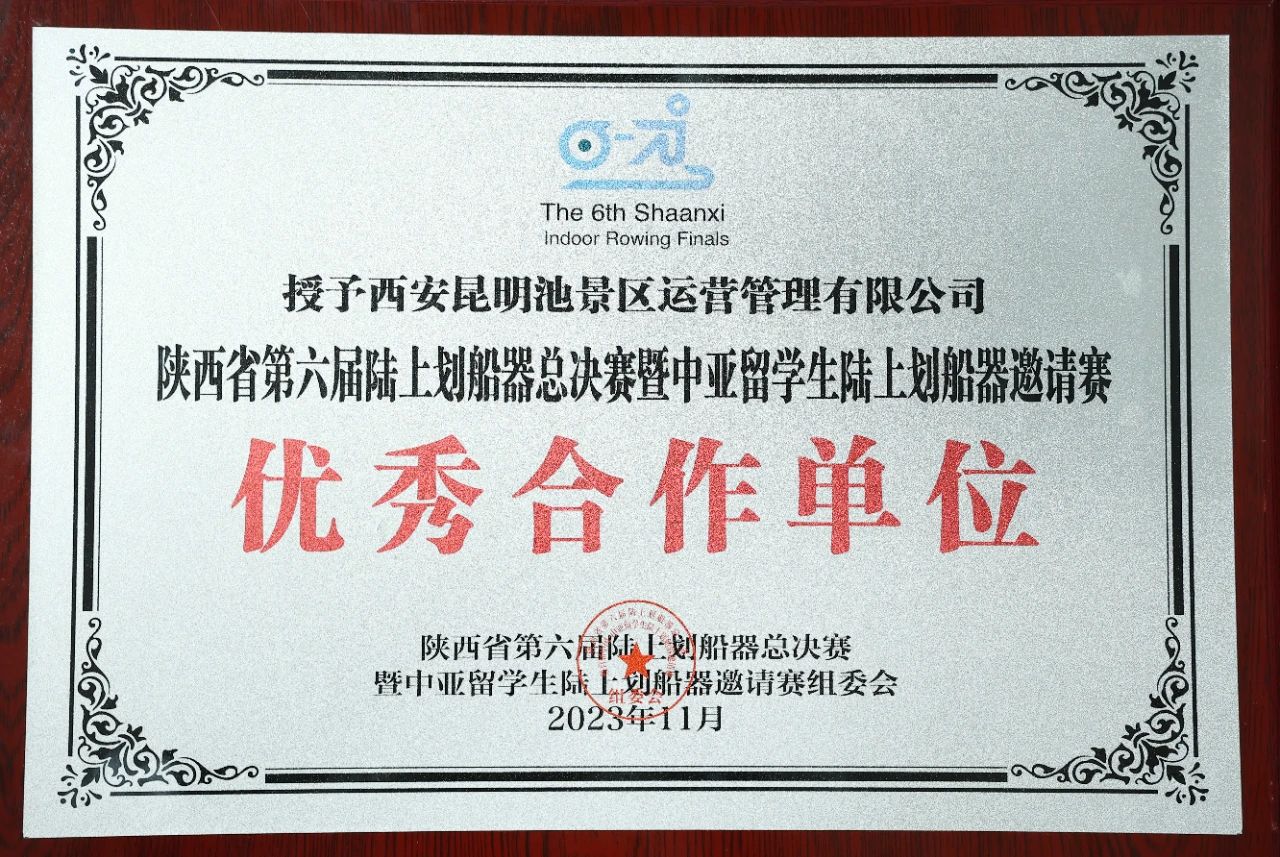 The 6th Shaanxi
Indoor Rowing Finals
授予西安昆明池景区运营管理有限公司
陕西省第六届陆上划船器总决赛暨中亚留学生陆上划船器邀请赛
优秀合作单位
陕西省第六届陆上划船器总决赛
暨中亚留学生陆上划船器邀请赛组委会
2023年11月
组委会